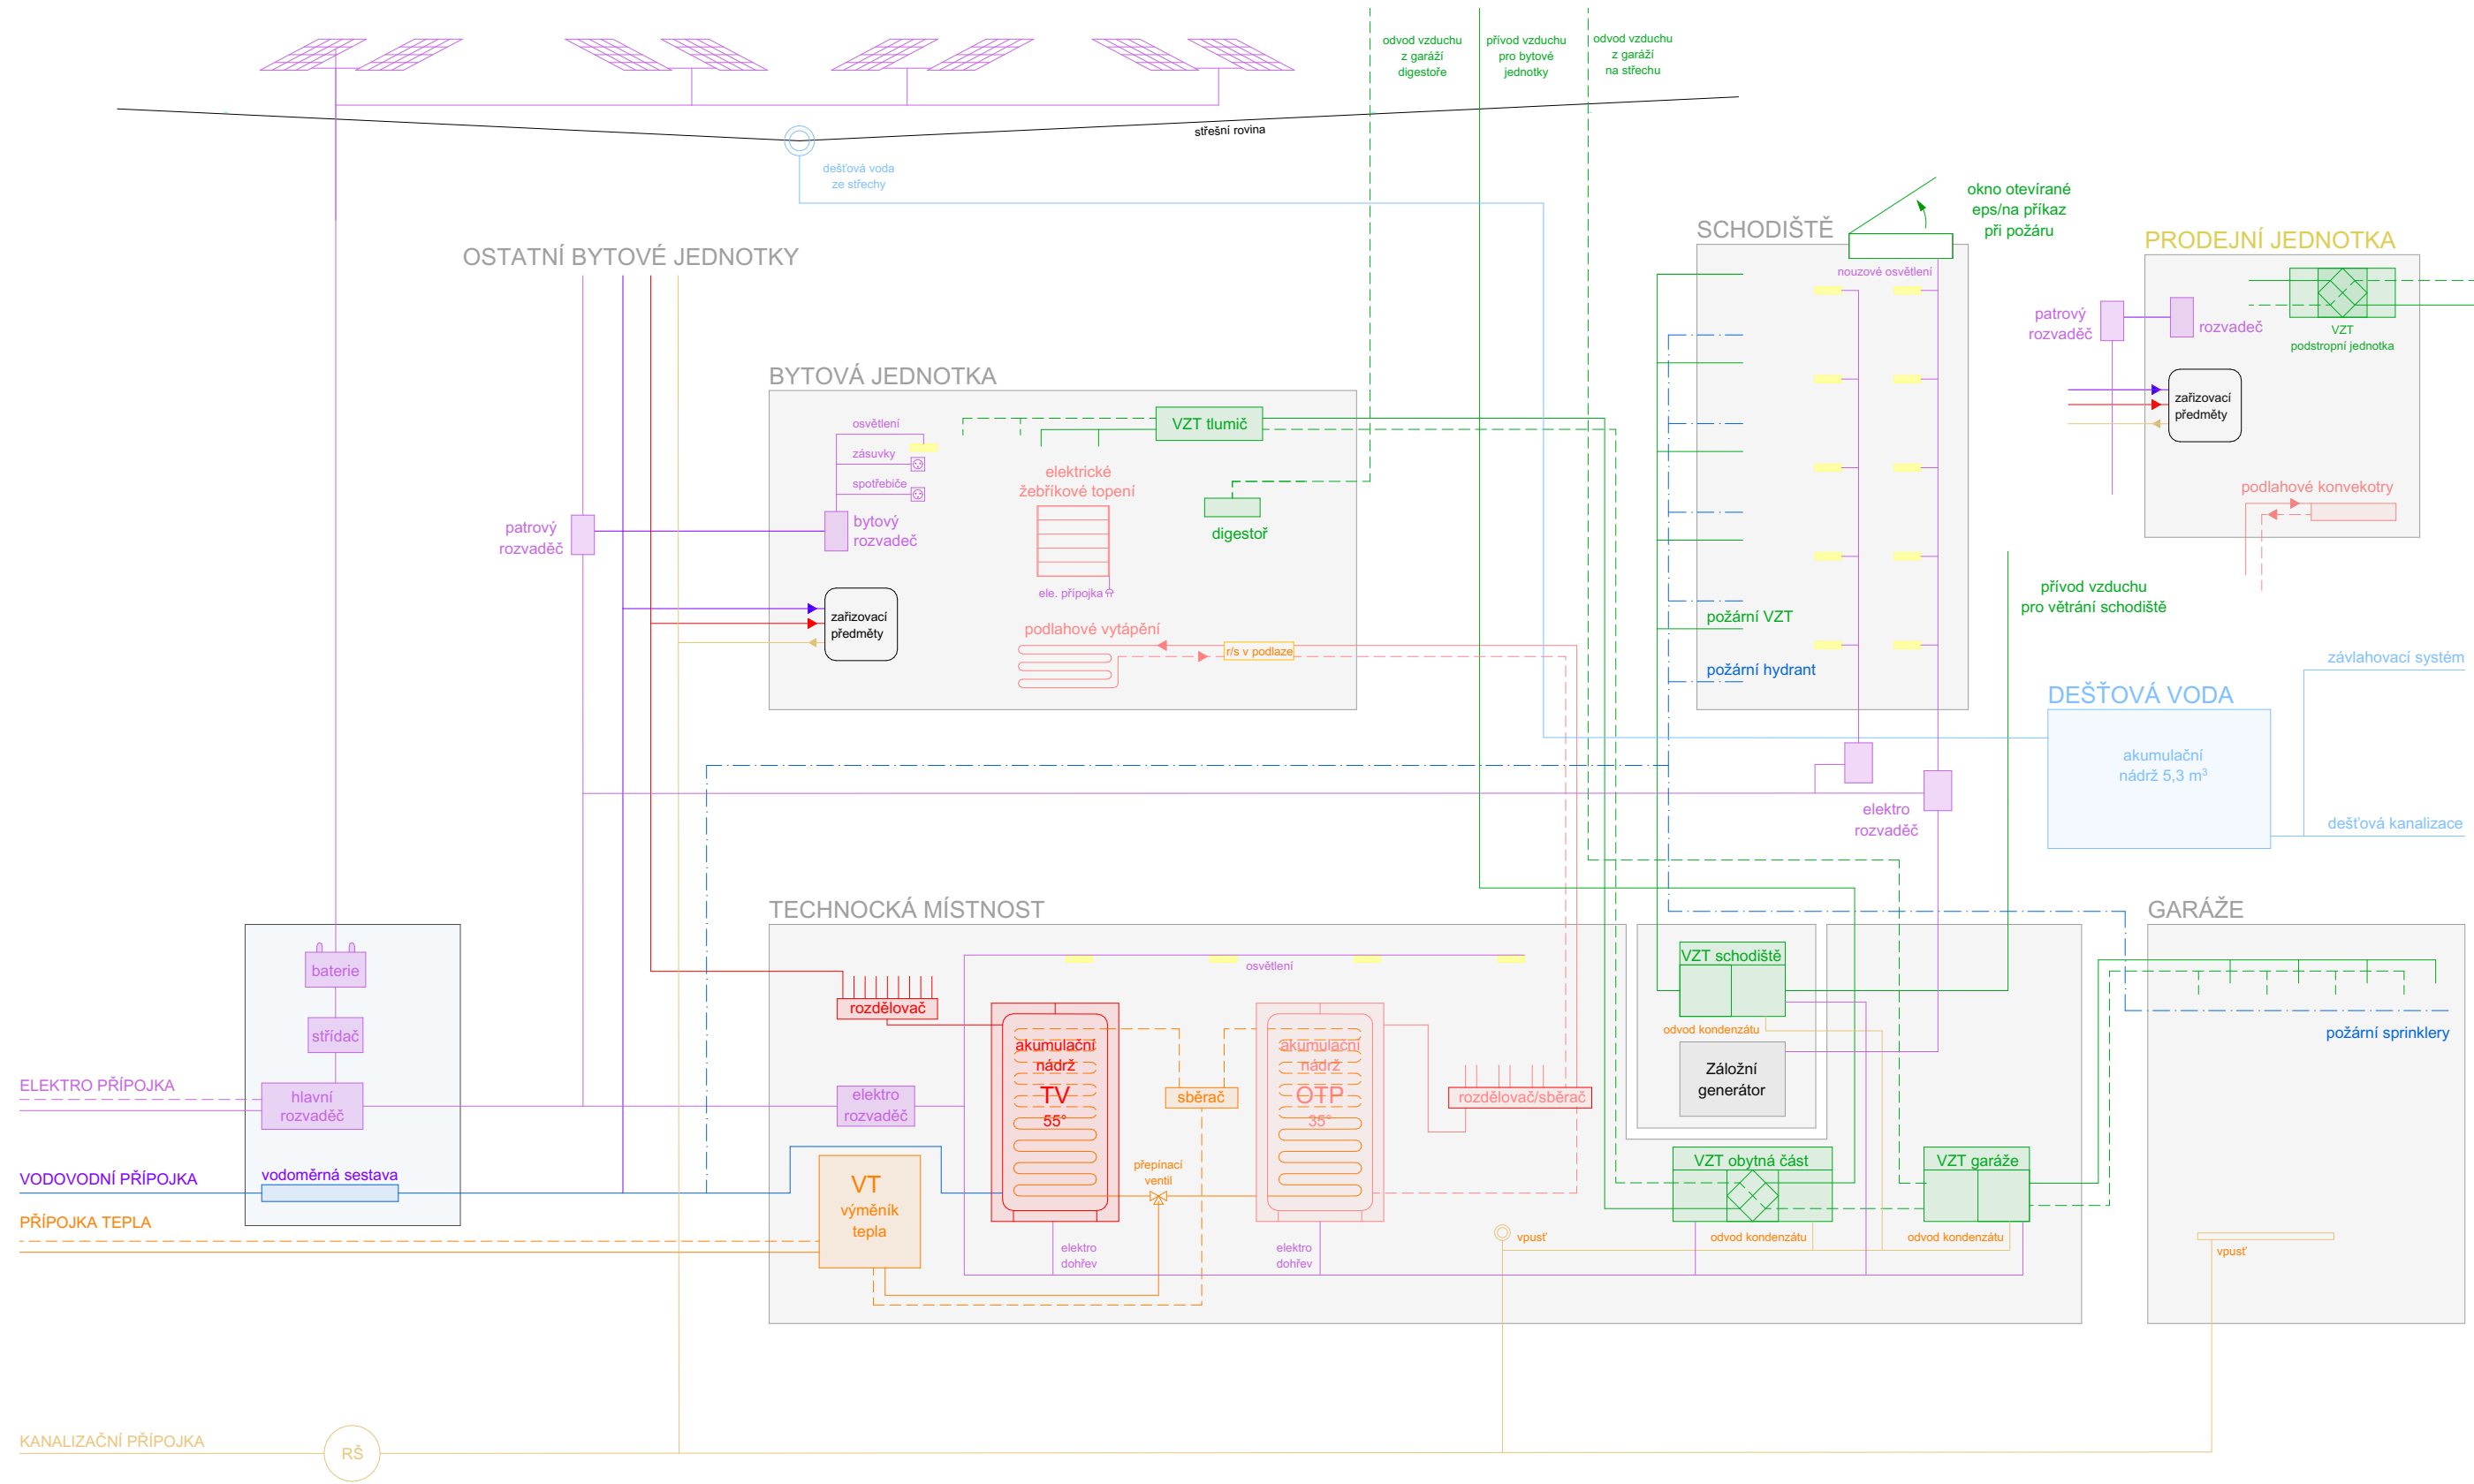 odvod vzduchu
z garáží
digestoře
přívod vzduchu
pro bytové
jednotky
odvod vzduchu
z garáží
na střechu
střešní rovina
dešťová voda
ze střechy
okno otevírané
eps/na příkaz
při požáru
SCHODIŠTĚ
PRODEJNÍ JEDNOTKA
OSTATNÍ BYTOVÉ JEDNOTKY
nouzové osvětlení
patrový
rozvaděč
rozvadeč
VZT
podstropní jednotka
BYTOVÁ JEDNOTKA
zařizovací
předměty
osvětlení
zásuvky
spotřebiče
VZT tlumič
elektrické
žebříkové topení
podlahové konvekotry
patrový
rozvaděč
bytový
rozvadeč
digestoř
ele. přípojka
přívod vzduchu
pro větrání schodiště
zařizovací
předměty
podlahové vytápění
r/s v podlaze
požární VZT
požární hydrant
závlahovací systém
DEŠŤOVÁ VODA
akumulační
nádrž 5,3 m³
elektro
rozvaděč
dešťová kanalizace
TECHNOCKÁ MÍSTNOST
GARÁŽE
baterie
střídač
hlavní
rozvaděč
ELEKTRO PŘÍPOJKA
osvětlení
rozdělovač
VZT schodiště
odvod kondenzátu
požární sprinklery
akumulační
nádrž
TV
55°
akumulační
nádrž
OTP
35°
Záložní
generátor
elektro
rozvaděč
sběrač
rozdělovač/sběrač
VODOVODNÍ PŘÍPOJKA
vodoměrná sestava
VT
výměník
tepla
přepínací
ventil
VZT obytná část
VZT garáže
PŘÍPOJKA TEPLA
elektro
dohřev
elektro
dohřev
vpusť
odvod kondenzátu
odvod kondenzátu
vpusť
KANALIZAČNÍ PŘÍPOJKA
RŠ